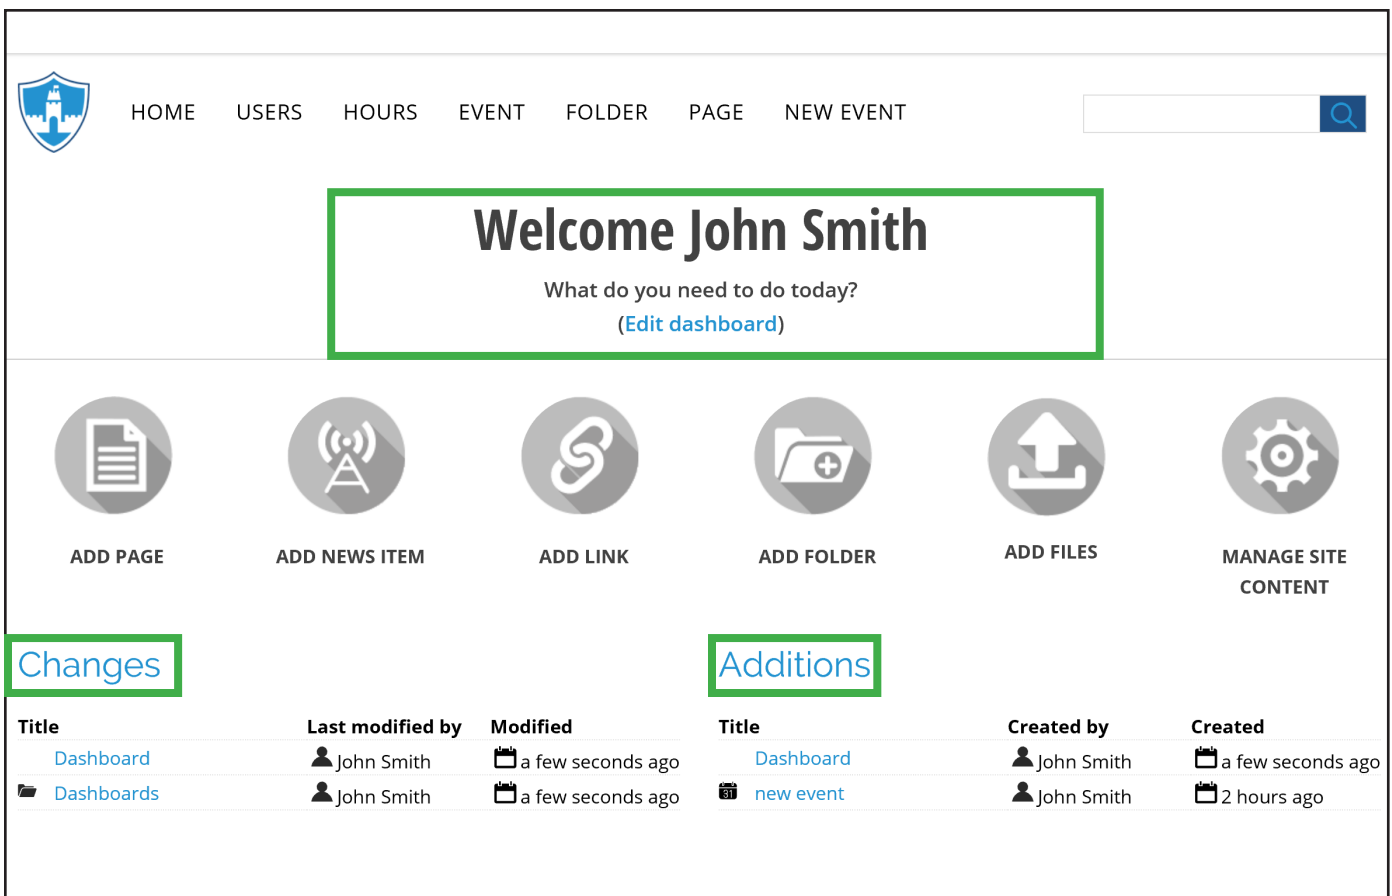 HOME USERS HOURS EVENT FOLDER PAGE NEW EVENT
Welcome John Smith
What do you need to do today?
(Edit dashboard)
ADD PAGE ADD NEWS ITEM ADD LINK ADD FOLDER ADD FILES MANAGE SITE
CONTENT
Changes
Title Last modified by Modified
Dashboard John Smith a few seconds ago
Dashboards John Smith a few seconds ago
Additions
Title Created by Created
Dashboard John Smith a few seconds ago
31 new event John Smith 2 hours ago